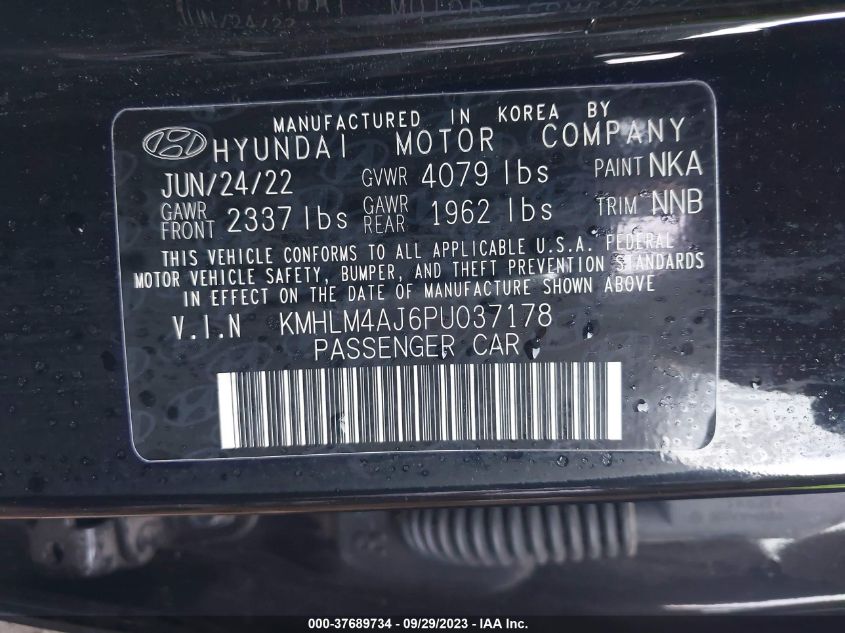 MANUFACTURED IN KOREA BY
HYUNDAI MOTOR COMPANY
JUN/24/22 GVWR 4079 lbs PAINT NKA
GAWR FRONT 2337 lbs GAWR REAR 1962 lbs TRIM NNB
THIS VEHICLE CONFORMS TO ALL APPLICABLE U.S.A. FEDERAL
MOTOR VEHICLE SAFETY, BUMPER, AND THEFT PREVENTION STANDARDS
IN EFFECT ON THE DATE OF MANUFACTURE SHOWN ABOVE
V.I.N KMHLM4AJ6PU037178
PASSENGER CAR
000-37689734 - 09/29/2023 - IAA Inc.